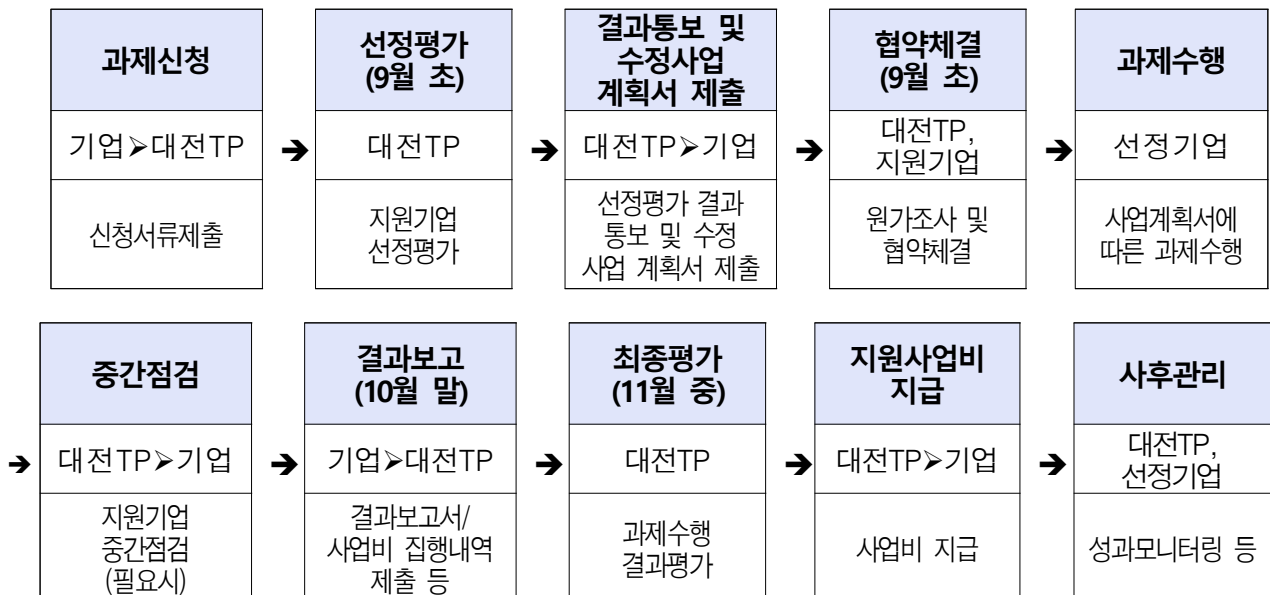 과제신청
기업➢대전TP
신청서류제출
➔
선정평가
(9월 초)
대전TP
지원기업
선정평가
➔
결과통보 및
수정사업
계획서 제출
대전TP➢기업
선정평가 결과
통보 및 수정
사업 계획서 제출
➔
협약체결
(9월 초)
대전TP,
지원기업
원가조사 및
협약체결
➔
과제수행
선정기업
사업계획서에
따른 과제수행
➔
중간점검
대전TP➢기업
지원기업
중간점검
(필요시)
➔
결과보고
(10월 말)
기업➢대전TP
결과보고서/
사업비 집행내역
제출 등
➔
최종평가
(11월 중)
대전TP
과제수행
결과평가
➔
지원사업비
지급
대전TP➢기업
사업비 지급
➔
사후관리
대전TP,
선정기업
성과모니터링 등